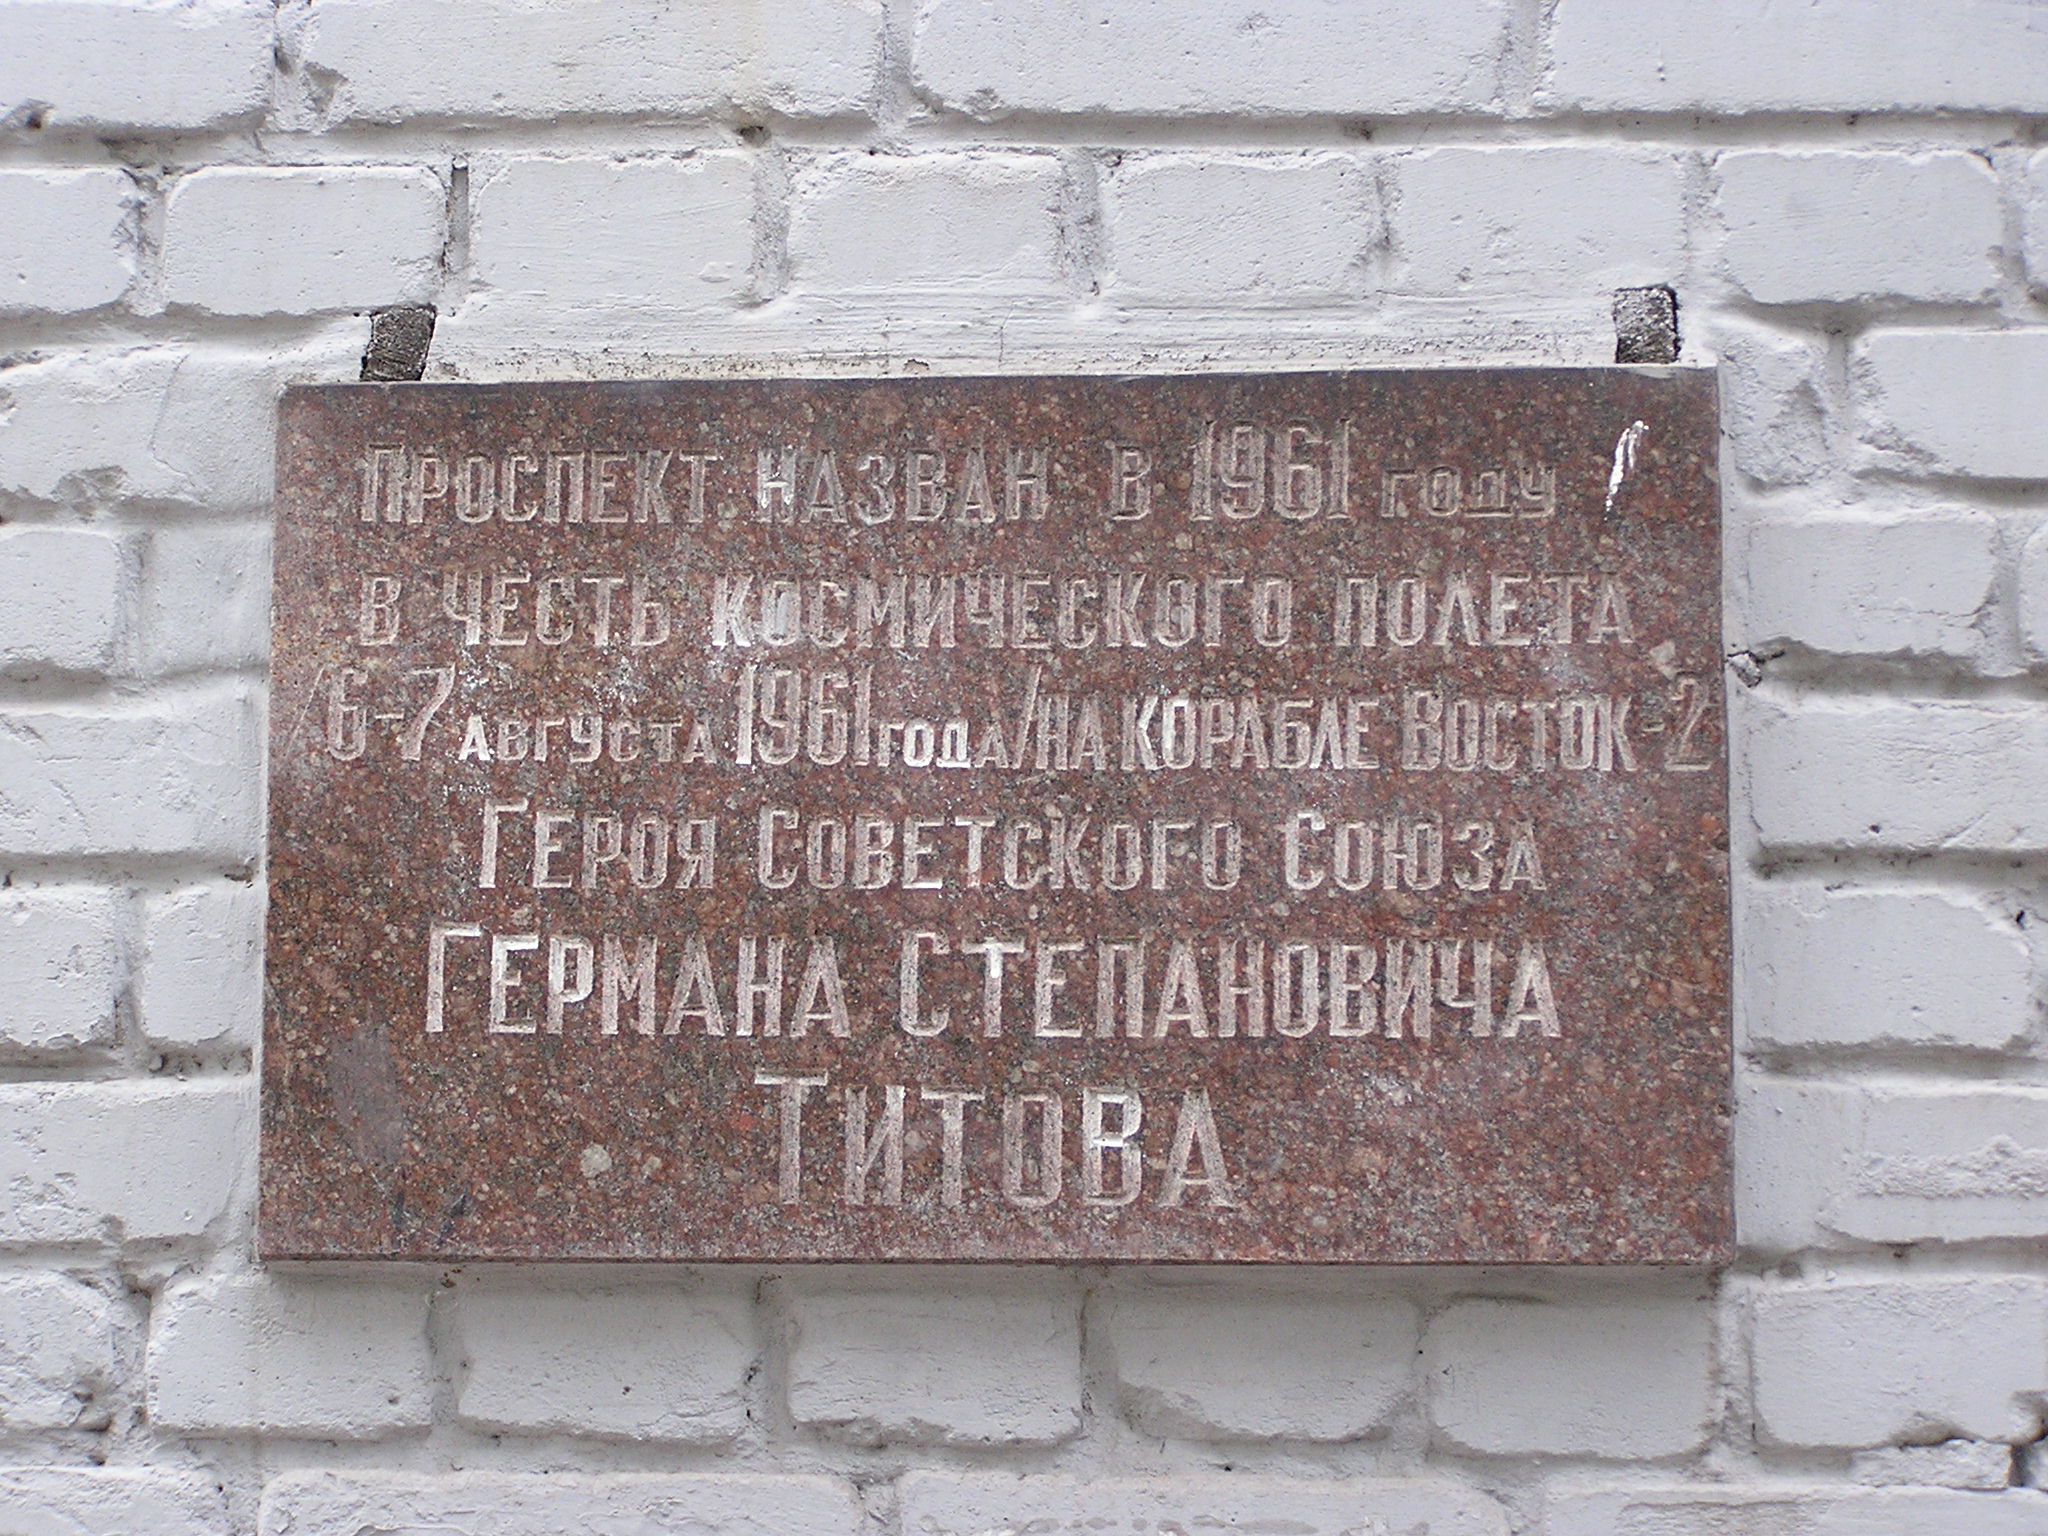 Проспект назван в 1961 году
в честь космического полёта
/6-7 августа 1961 года/на корабле Восток-2
Героя Советского Союза
Германа Степановича
Титова